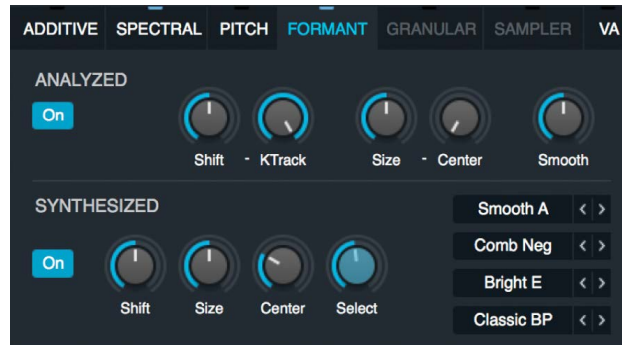 ADDITIVE SPECTRAL PITCH FORMANT GRANULAR SAMPLER VA
ANALYZED
On
Shift - KTrack Size - Center Smooth
SYNTHESIZED
On
Shift Size Center Select
Smooth A < >
Comb Neg < >
Bright E < >
Classic BP < >